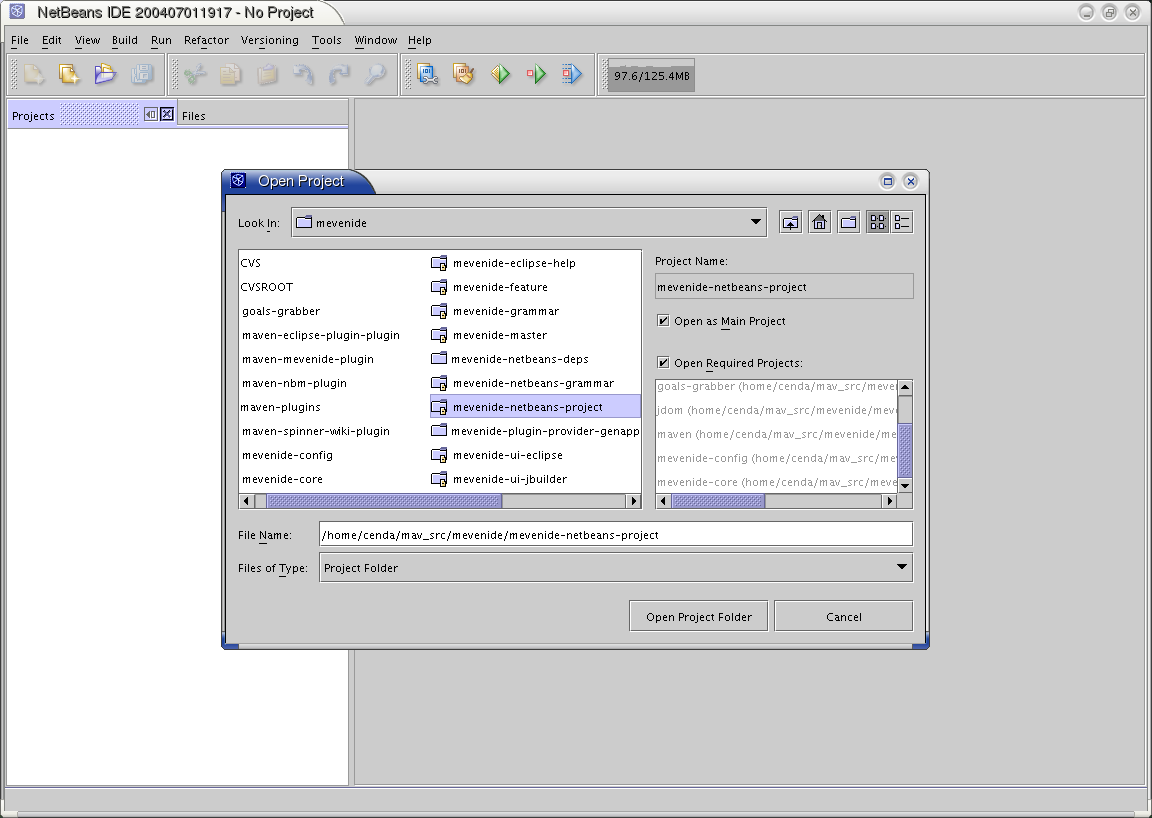 NetBeans IDE 200407011917 - No Project
File Edit View Build Run Refactor Versioning Tools Window Help
97.6/125.4MB
Projects
Files
Open Project
Look In:
mevenide
CVS
CVSROOT
goals-grabber
maven-eclipse-plugin-plugin
maven-mevenide-plugin
maven-nbm-plugin
maven-plugins
maven-spinner-wiki-plugin
mevenide-config
mevenide-core
mevenide-eclipse-help
mevenide-feature
mevenide-grammar
mevenide-master
mevenide-netbeans-deps
mevenide-netbeans-grammar
mevenide-netbeans-project
mevenide-plugin-provider-genapp
mevenide-ui-eclipse
mevenide-ui-jbuilder
Project Name:
mevenide-netbeans-project
Open as Main Project
Open Required Projects:
goals-grabber (home/cenda/mav_src/meven
jdom (home/cenda/mav_src/mevenide/mev
maven (home/cenda/mav_src/mevenide/me
mevenide-config (home/cenda/mav_src/me
mevenide-core (home/cenda/mav_src/meve
File Name:
/home/cenda/mav_src/mevenide/mevenide-netbeans-project
Files of Type:
Project Folder
Open Project Folder
Cancel